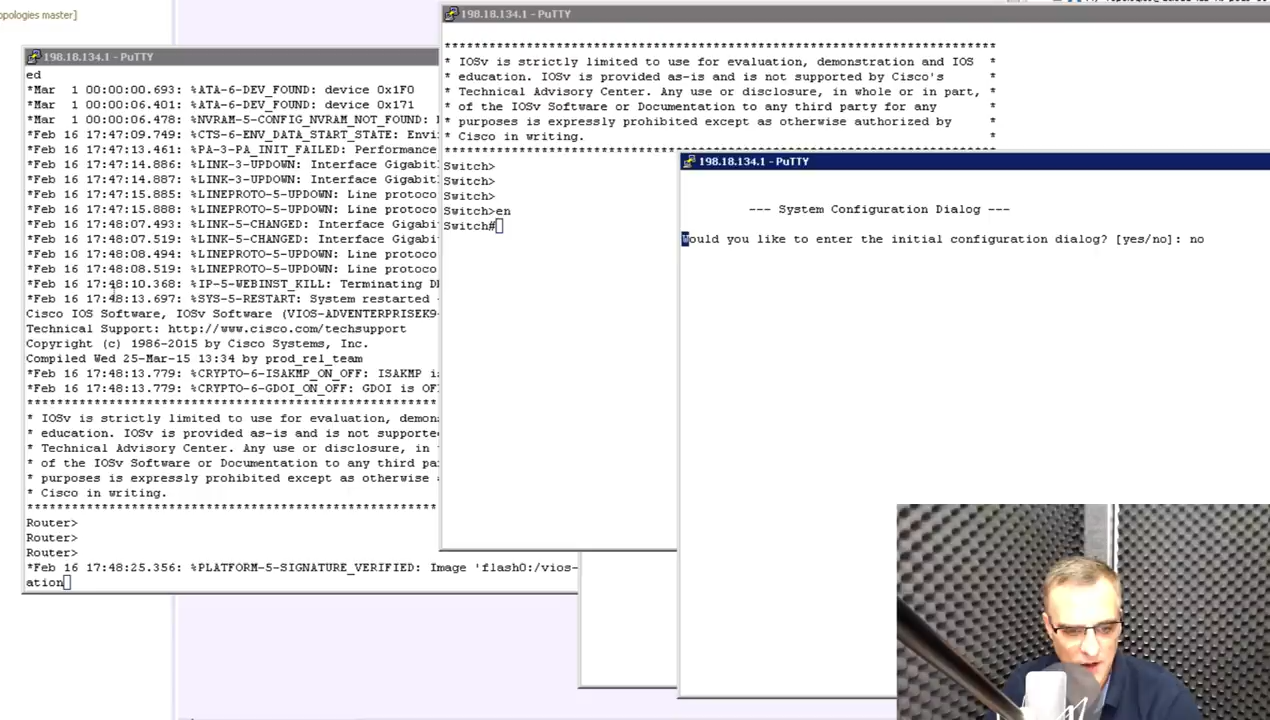 opologies master]
198.18.134.1 - PuTTY
ed
*Mar  1 00:00:00.693: %ATA-6-DEV_FOUND: device 0x1F0
*Mar  1 00:00:06.401: %ATA-6-DEV_FOUND: device 0x171
*Mar  1 00:00:06.478: %NVRAM-5-CONFIG_NVRAM_NOT_FOUND:
*Feb 16 17:47:09.749: %CTS-6-ENV_DATA_START_STATE: Envi
*Feb 16 17:47:13.461: %PA-3-PA_INIT_FAILED: Performance
*Feb 16 17:47:14.886: %LINK-3-UPDOWN: Interface Gigabit
*Feb 16 17:47:14.887: %LINK-3-UPDOWN: Interface Gigabit
*Feb 16 17:47:15.885: %LINEPROTO-5-UPDOWN: Line protoco
*Feb 16 17:47:15.888: %LINEPROTO-5-UPDOWN: Line protoco
*Feb 16 17:48:07.493: %LINK-5-CHANGED: Interface Gigabi
*Feb 16 17:48:07.519: %LINK-5-CHANGED: Interface Gigabi
*Feb 16 17:48:08.494: %LINEPROTO-5-UPDOWN: Line protoco
*Feb 16 17:48:08.519: %LINEPROTO-5-UPDOWN: Line protoco
*Feb 16 17:48:10.368: %IP-5-WEBINST_KILL: Terminating D
*Feb 16 17:48:13.697: %SYS-5-RESTART: System restarted -
Cisco IOS Software, IOSv Software (VIOS-ADVENTERPRISEK9-
Technical Support: http://www.cisco.com/techsupport
Copyright (c) 1986-2015 by Cisco Systems, Inc.
Compiled Wed 25-Mar-15 13:34 by prod_rel_team
*Feb 16 17:48:13.779: %CRYPTO-6-ISAKMP_ON_OFF: ISAKMP i
*Feb 16 17:48:13.779: %CRYPTO-6-GDOI_ON_OFF: GDOI is OF
*******************************************************
* IOSv is strictly limited to use for evaluation, demon
* education. IOSv is provided as-is and is not supporte
* Technical Advisory Center. Any use or disclosure, in
* of the IOSv Software or Documentation to any third pa
* purposes is expressly prohibited except as otherwise
* Cisco in writing.
*******************************************************
Router>
Router>
Router>
*Feb 16 17:48:25.356: %PLATFORM-5-SIGNATURE_VERIFIED: Image 'flash0:/vios-
ation
198.18.134.1 - PuTTY
**************************************************************************
* IOSv is strictly limited to use for evaluation, demonstration and IOS  *
* education. IOSv is provided as-is and is not supported by Cisco's      *
* Technical Advisory Center. Any use or disclosure, in whole or in part, *
* of the IOSv Software or Documentation to any third party for any       *
* purposes is expressly prohibited except as otherwise authorized by     *
* Cisco in writing.                                                      *
**************************************************************************
Switch>
Switch>
Switch>
Switch>en
Switch#
198.18.134.1 - PuTTY
--- System Configuration Dialog ---
Would you like to enter the initial configuration dialog? [yes/no]: no